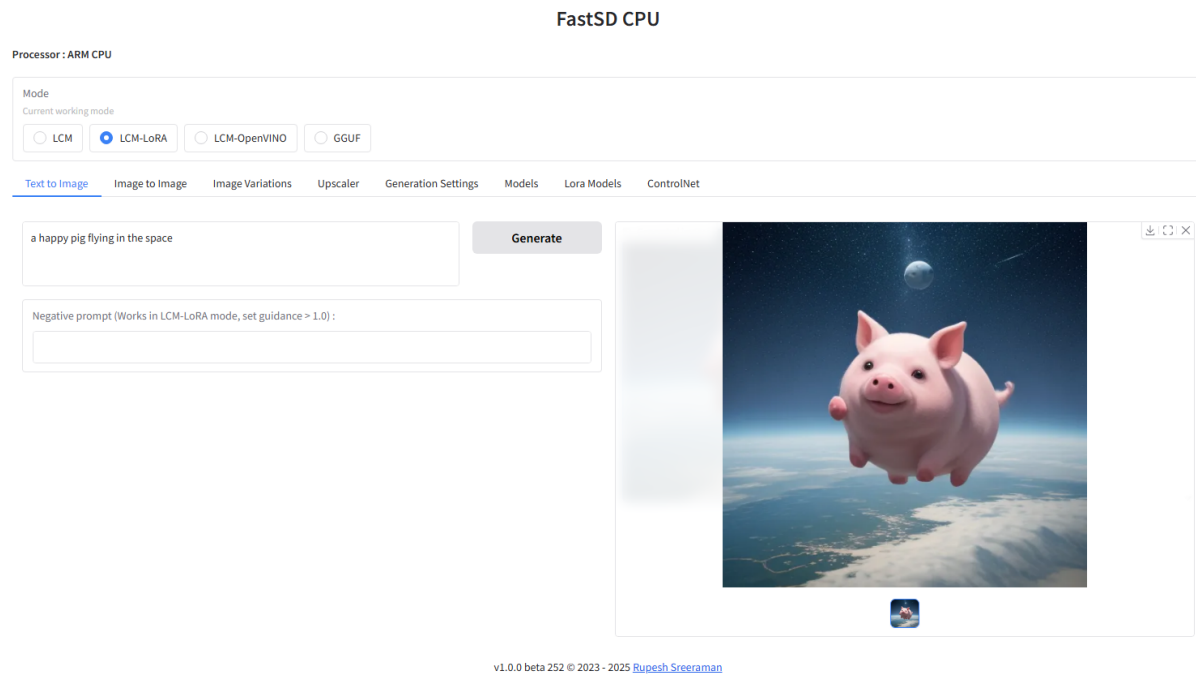 FastSD CPU
Processor : ARM CPU
Mode
Current working mode
LCM LCM-LoRA LCM-OpenVINO GGUF
Text to Image Image to Image Image Variations Upscaler Generation Settings Models Lora Models ControlNet
a happy pig flying in the space
Generate
Negative prompt (Works in LCM-LoRA mode, set guidance > 1.0) :
v1.0.0 beta 252 © 2023 - 2025 Rupesh Sreeraman